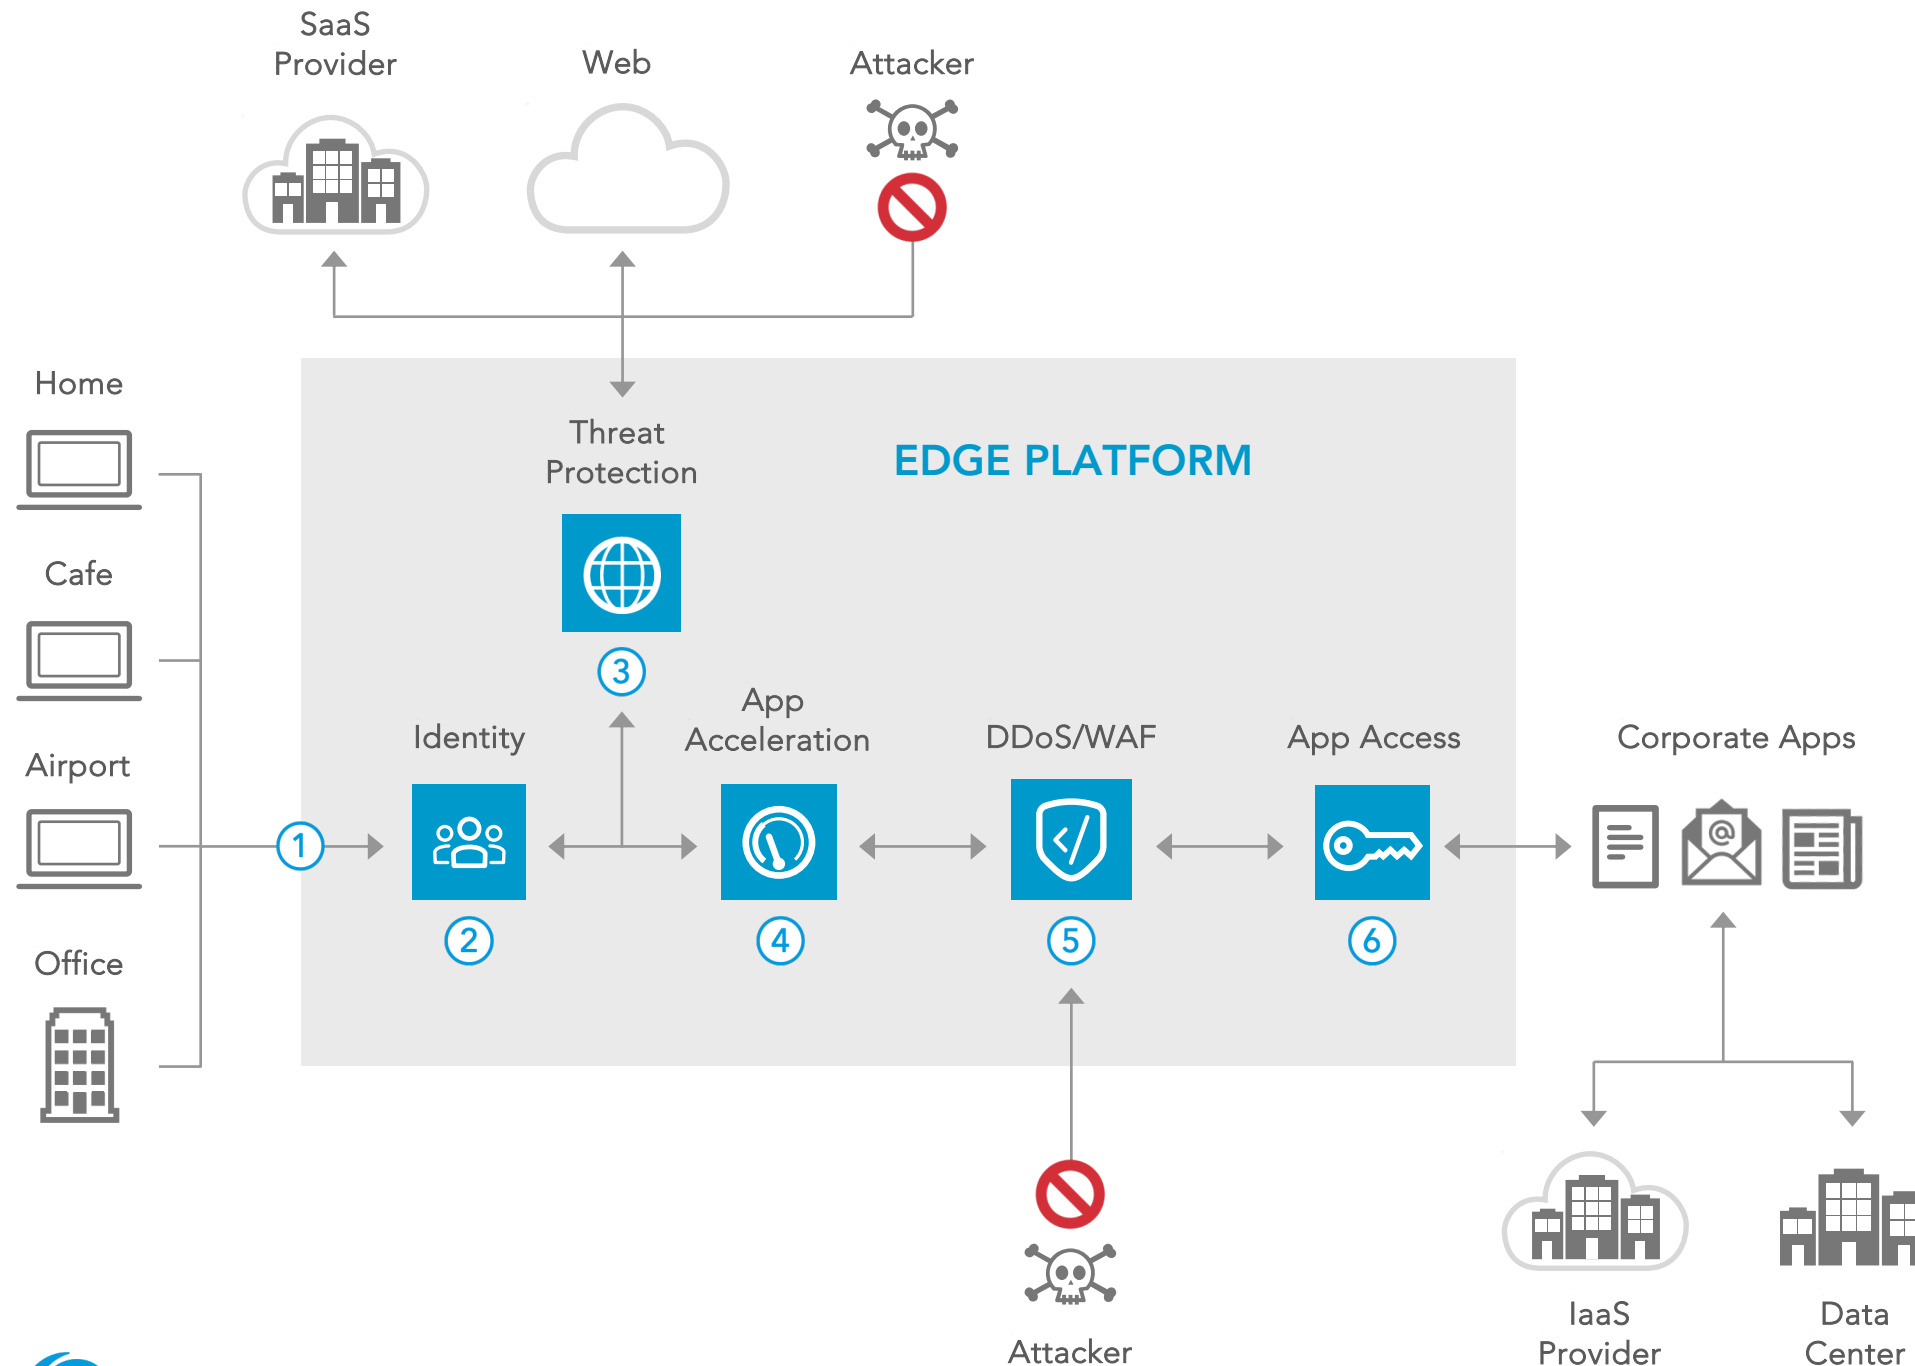 SaaS
Provider
Web
Attacker
Home
Threat
Protection
EDGE PLATFORM
Cafe
@
3
App
Acceleration
Identity
DDoS/WAF
App Access
Corporate Apps
Airport
1
2
4
5
6
Office
Attacker
IaaS
Provider
Data
Center